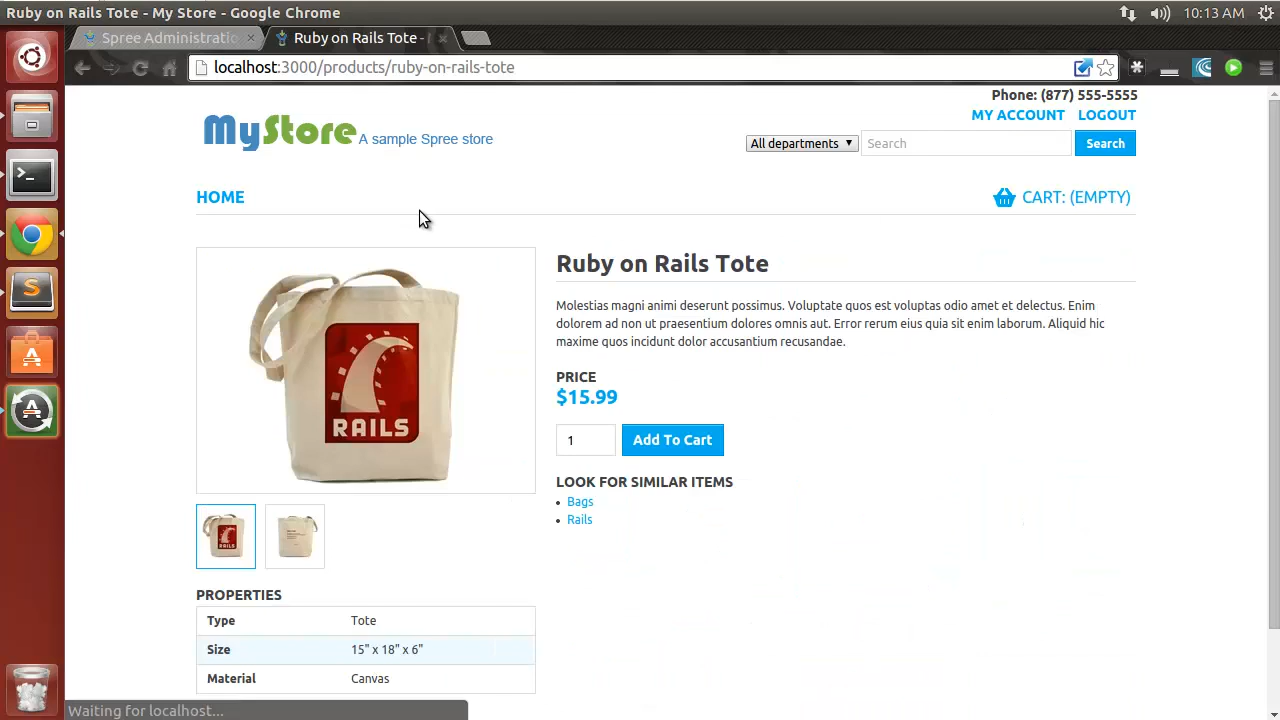 Ruby on Rails Tote - My Store - Google Chrome
10:13 AM
Spree Administratio
Ruby on Rails Tote -
localhost:3000/products/ruby-on-rails-tote
Phone: (877) 555-5555
MY ACCOUNT LOGOUT
MyStore A sample Spree store
All departments Search Search
HOME
CART: (EMPTY)
Ruby on Rails Tote
Molestias magni animi deserunt possimus. Voluptate quos est voluptas odio amet et delectus. Enim
dolorem ad non ut praesentium dolores omnis aut. Error rerum eius quia sit enim laborum. Aliquid hic
maxime quos incidunt dolor accusantium recusandae.
RAILS
PRICE
$15.99
1 Add To Cart
LOOK FOR SIMILAR ITEMS
Bags
Rails
RAILS
PROPERTIES
Type Tote
Size 15" x 18" x 6"
Material Canvas
Waiting for localhost...